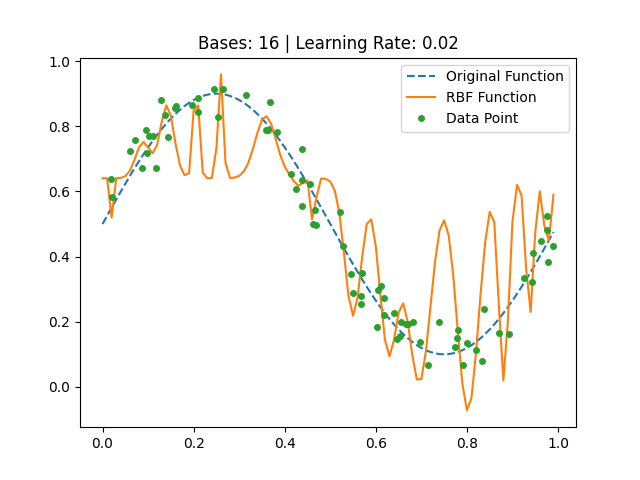 Bases: 16 | Learning Rate: 0.02
Original Function
RBF Function
Data Point
1.0
0.8
0.6
0.4
0.2
0.0
0.0 0.2 0.4 0.6 0.8 1.0